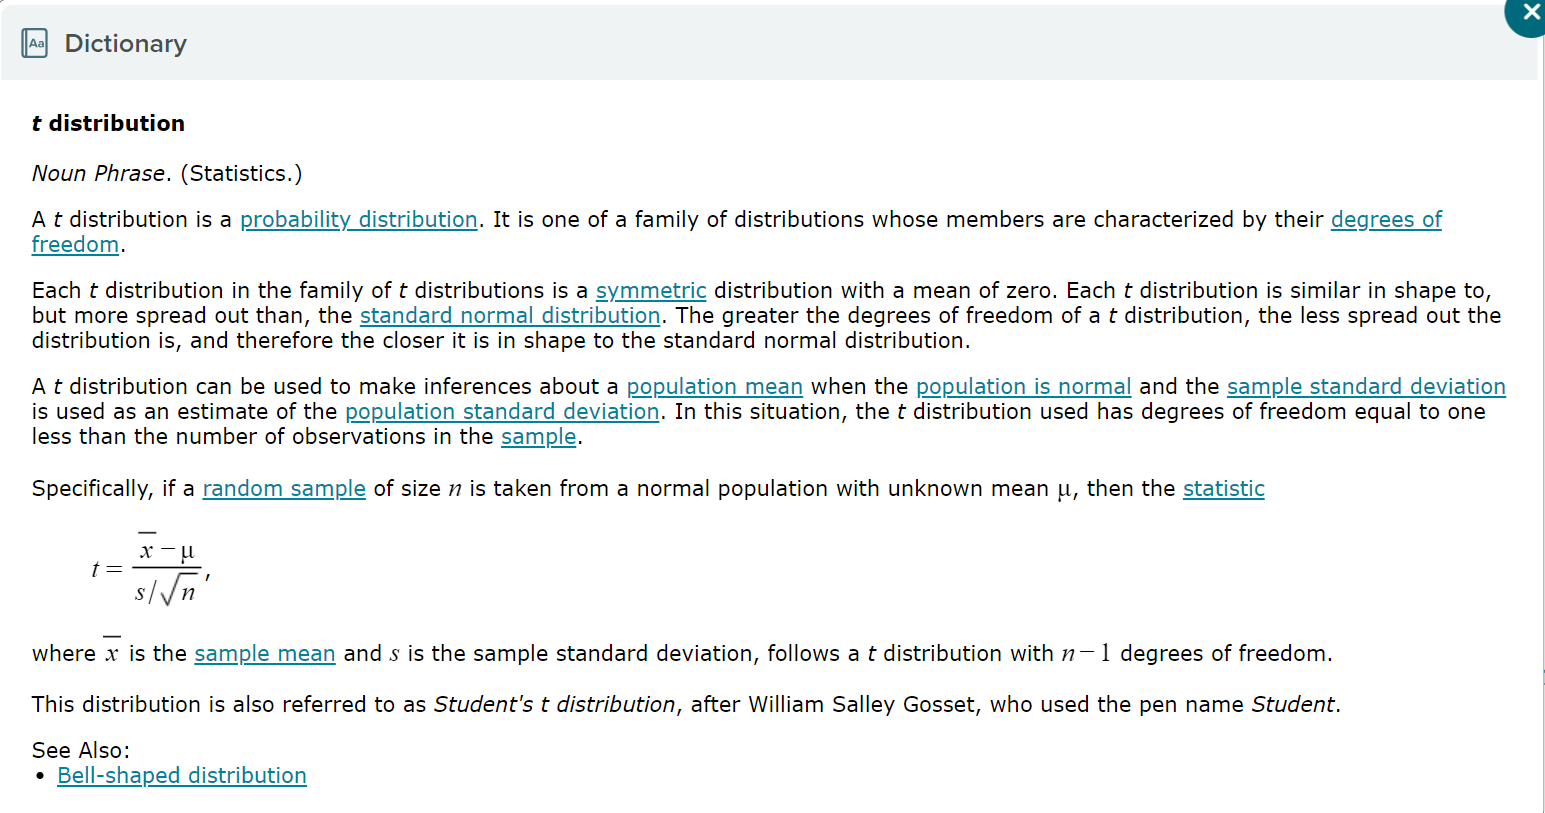 Aa Dictionary
t distribution
Noun Phrase. (Statistics.)
A t distribution is a probability distribution. It is one of a family of distributions whose members are characterized by their degrees of
freedom.
Each t distribution in the family of t distributions is a symmetric distribution with a mean of zero. Each t distribution is similar in shape to,
but more spread out than, the standard normal distribution. The greater the degrees of freedom of a t distribution, the less spread out the
distribution is, and therefore the closer it is in shape to the standard normal distribution.
A t distribution can be used to make inferences about a population mean when the population is normal and the sample standard deviation
is used as an estimate of the population standard deviation. In this situation, the t distribution used has degrees of freedom equal to one
less than the number of observations in the sample.
Specifically, if a random sample of size n is taken from a normal population with unknown mean μ, then the statistic
t = (x̅ − μ) / (s/√n),
where x̅ is the sample mean and s is the sample standard deviation, follows a t distribution with n − 1 degrees of freedom.
This distribution is also referred to as Student's t distribution, after William Salley Gosset, who used the pen name Student.
See Also:
• Bell-shaped distribution